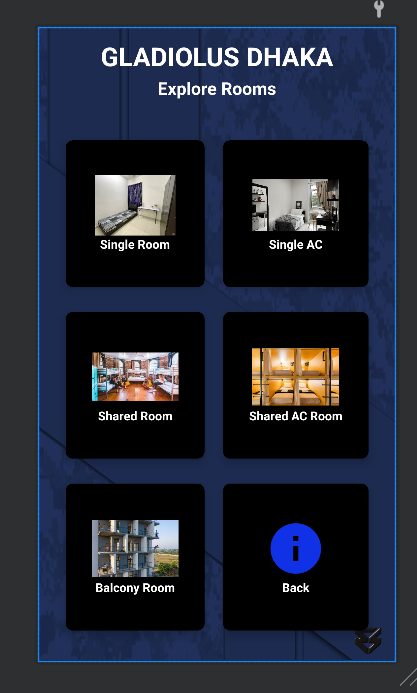 GLADIOLUS DHAKA
Explore Rooms
Single Room
Single AC
Shared Room
Shared AC Room
Balcony Room
i
Back